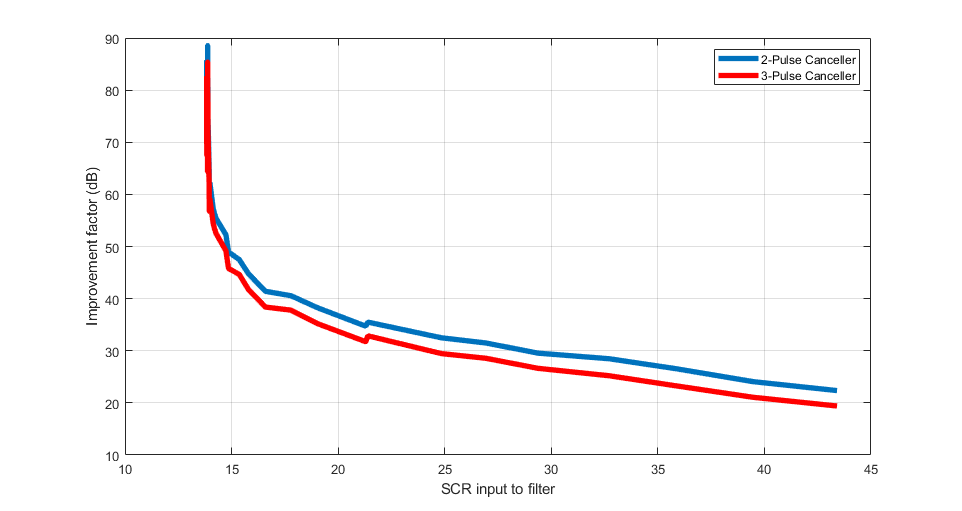 90
80
70
60
50
40
30
20
10
10 15 20 25 30 35 40 45
Improvement factor (dB)
SCR input to filter
2-Pulse Canceller
3-Pulse Canceller